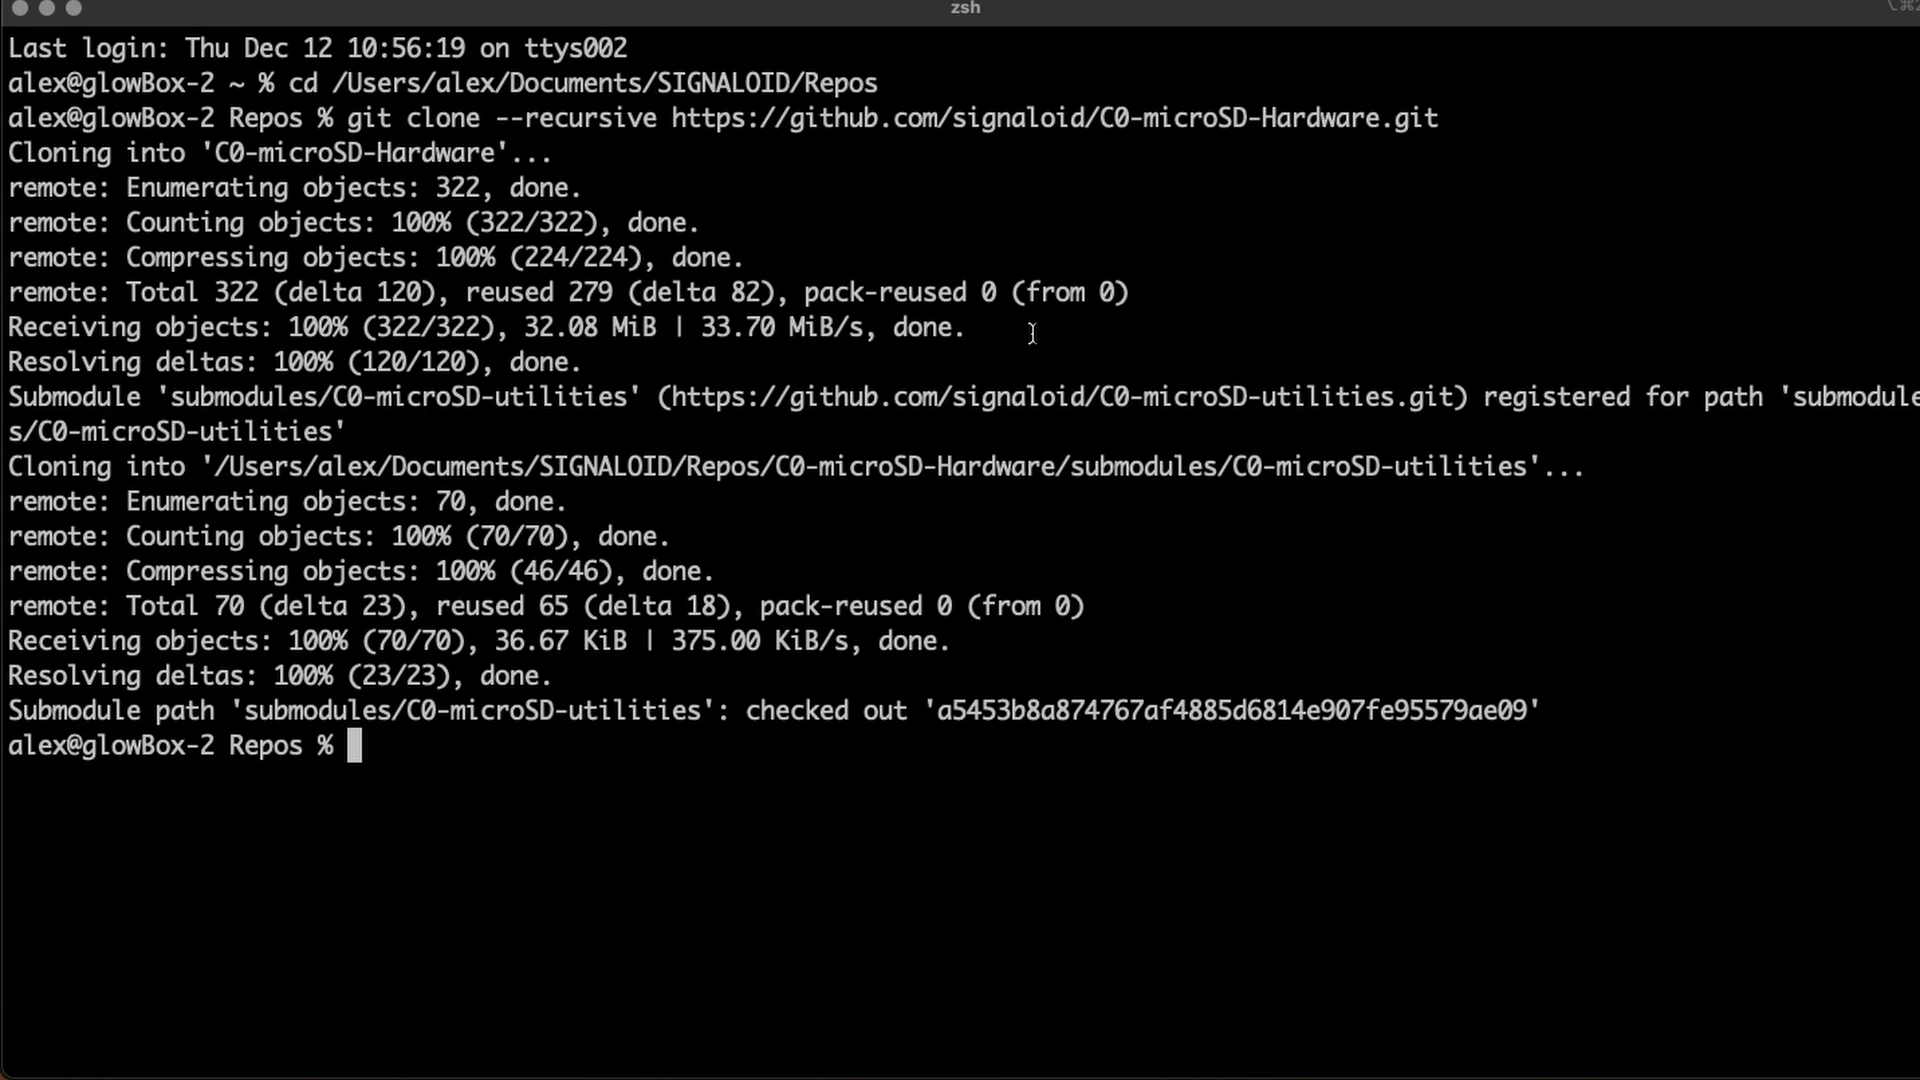 zsh
Last login: Thu Dec 12 10:56:19 on ttys002
alex@glowBox-2 ~ % cd /Users/alex/Documents/SIGNALOID/Repos
alex@glowBox-2 Repos % git clone --recursive https://github.com/signaloid/C0-microSD-Hardware.git
Cloning into 'C0-microSD-Hardware'...
remote: Enumerating objects: 322, done.
remote: Counting objects: 100% (322/322), done.
remote: Compressing objects: 100% (224/224), done.
remote: Total 322 (delta 120), reused 279 (delta 82), pack-reused 0 (from 0)
Receiving objects: 100% (322/322), 32.08 MiB | 33.70 MiB/s, done.
Resolving deltas: 100% (120/120), done.
Submodule 'submodules/C0-microSD-utilities' (https://github.com/signaloid/C0-microSD-utilities.git) registered for path 'submodule
s/C0-microSD-utilities'
Cloning into '/Users/alex/Documents/SIGNALOID/Repos/C0-microSD-Hardware/submodules/C0-microSD-utilities'...
remote: Enumerating objects: 70, done.
remote: Counting objects: 100% (70/70), done.
remote: Compressing objects: 100% (46/46), done.
remote: Total 70 (delta 23), reused 65 (delta 18), pack-reused 0 (from 0)
Receiving objects: 100% (70/70), 36.67 KiB | 375.00 KiB/s, done.
Resolving deltas: 100% (23/23), done.
Submodule path 'submodules/C0-microSD-utilities': checked out 'a5453b8a874767af4885d6814e907fe95579ae09'
alex@glowBox-2 Repos %